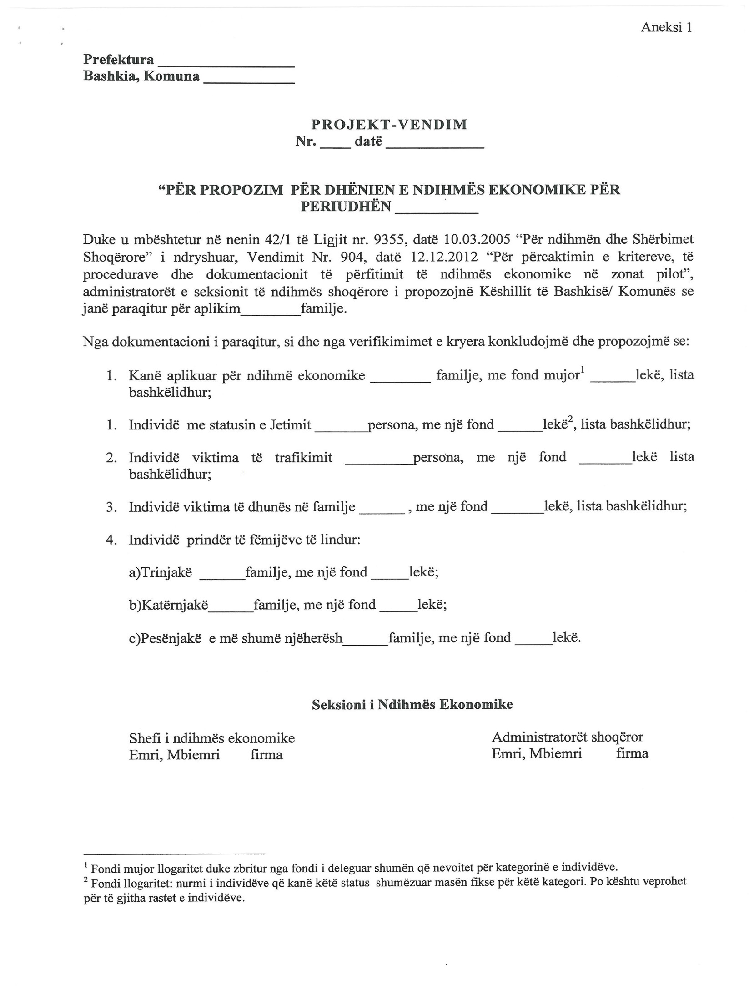 Aneksi 1
Prefektura __________________
Bashkia, Komuna ____________
PROJEKT-VENDIM
Nr. ____ datë _____________
“PËR PROPOZIM PËR DHËNIEN E NDIHMËS EKONOMIKE PËR
PERIUDHËN ___________
Duke u mbështetur në nenin 42/1 të Ligjit nr. 9355, datë 10.03.2005 “Për ndihmën dhe Shërbimet
Shoqërore” i ndryshuar, Vendimit Nr. 904, datë 12.12.2012 “Për përcaktimin e kritereve, të
procedurave dhe dokumentacionit të përfitimit të ndihmës ekonomike në zonat pilot”,
administratorët e seksionit të ndihmës shoqërore i propozojnë Këshillit të Bashkisë/ Komunës se
janë paraqitur për aplikim________familje.
Nga dokumentacioni i paraqitur, si dhe nga verifikimimet e kryera konkludojmë dhe propozojmë se:
1. Kanë aplikuar për ndihmë ekonomike ________ familje, me fond mujor¹ ______lekë, lista
bashkëlidhur;
1. Individë me statusin e Jetimit _______persona, me një fond ______lekë², lista bashkëlidhur;
2. Individë viktima të trafikimit _________persona, me një fond _______lekë lista
bashkëlidhur;
3. Individë viktima të dhunës në familje ______ , me një fond _______lekë, lista bashkëlidhur;
4. Individë prindër të fëmijëve të lindur:
a)Trinjakë ______familje, me një fond _____lekë;
b)Katërnjakë______familje, me një fond _____lekë;
c)Pesënjakë e më shumë njëherësh______familje, me një fond _____lekë.
Seksioni i Ndihmës Ekonomike
Shefi i ndihmës ekonomike Administratorët shoqëror
Emri, Mbiemri firma Emri, Mbiemri firma
¹ Fondi mujor llogaritet duke zbritur nga fondi i deleguar shumën që nevoitet për kategorinë e individëve.
² Fondi llogaritet: nurmi i individëve që kanë këtë status shumëzuar masën fikse për këtë kategori. Po kështu veprohet
për të gjitha rastet e individëve.